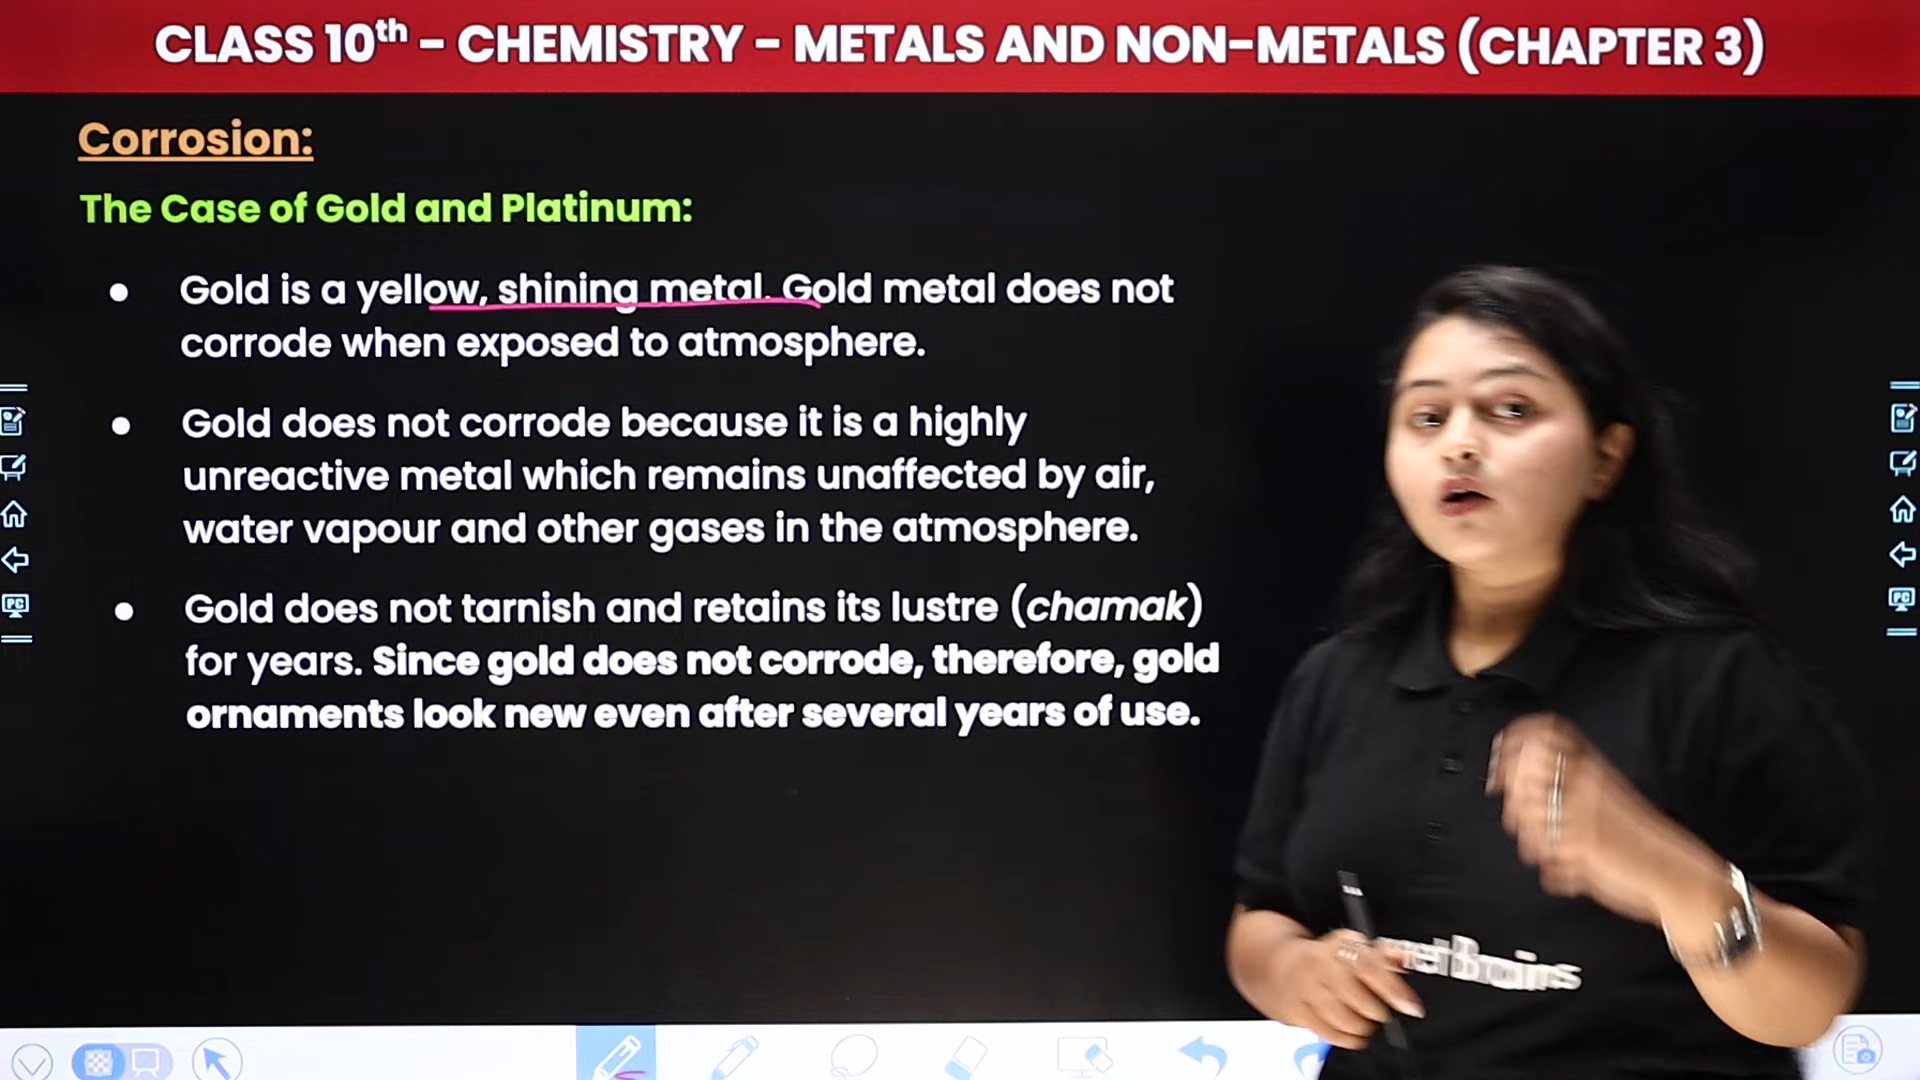 CLASS 10th - CHEMISTRY - METALS AND NON-METALS (CHAPTER 3)
Corrosion:
The Case of Gold and Platinum:
● Gold is a yellow, shining metal. Gold metal does not
corrode when exposed to atmosphere.
● Gold does not corrode because it is a highly
unreactive metal which remains unaffected by air,
water vapour and other gases in the atmosphere.
● Gold does not tarnish and retains its lustre (chamak)
for years. Since gold does not corrode, therefore, gold
ornaments look new even after several years of use.
PC
PC
Brains